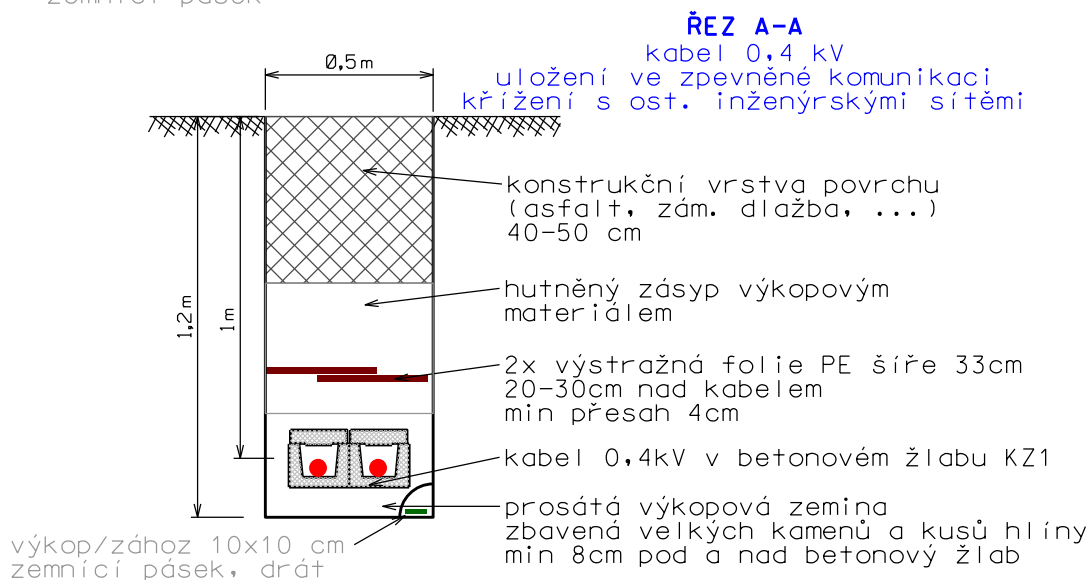 zemnící pásek
ŘEZ A-A
kabel 0,4 kV
uložení ve zpevněné komunikaci
křížení s ost. inženýrskými sítěmi
0,5m
1,2m
1m
konstrukční vrstva povrchu
(asfalt, zám. dlažba, ...)
40-50 cm
hutněný zásyp výkopovým
materiálem
2x výstražná folie PE šíře 33cm
20-30cm nad kabelem
min přesah 4cm
kabel 0,4kV v betonovém žlabu KZ1
prosátá výkopová zemina
zbavená velkých kamenů a kusů hlíny
min 8cm pod a nad betonový žlab
výkop/zához 10x10 cm
zemnící pásek, drát